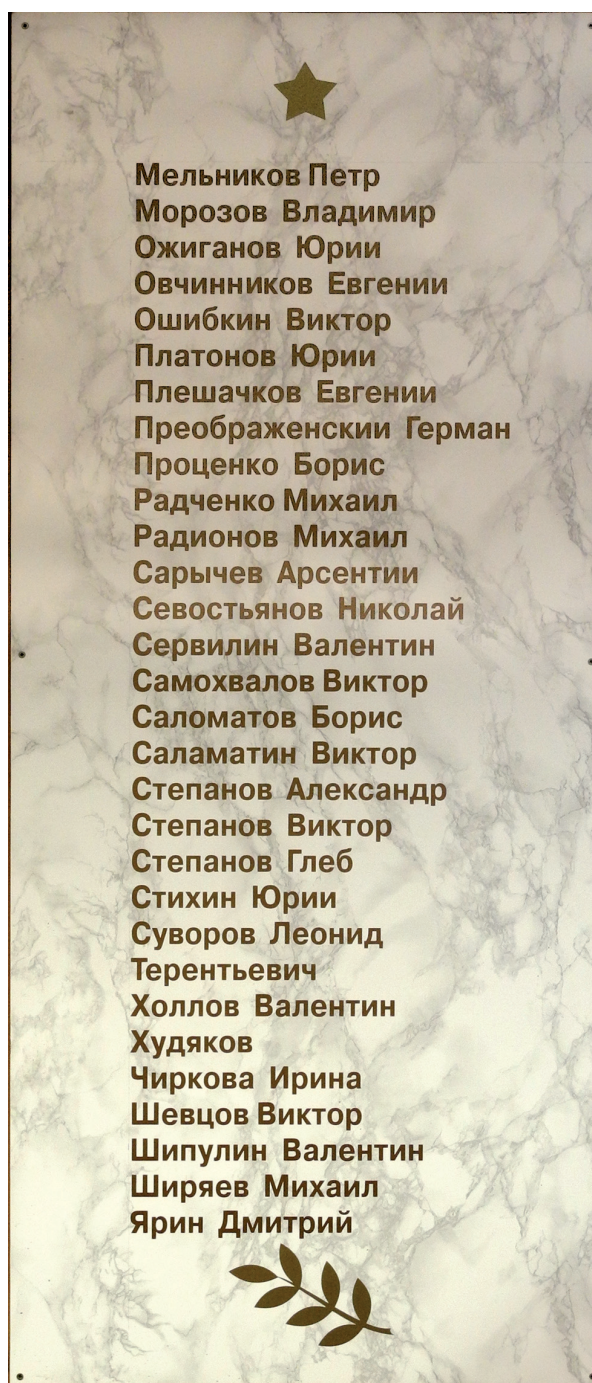 Мельников Петр
Морозов Владимир
Ожиганов Юрии
Овчинников Евгении
Ошибкин Виктор
Платонов Юрии
Плешачков Евгении
Преображенскии Герман
Проценко Борис
Радченко Михаил
Радионов Михаил
Сарычев Арсентии
Севостьянов Николай
Сервилин Валентин
Самохвалов Виктор
Саломатов Борис
Саламатин Виктор
Степанов Александр
Степанов Виктор
Степанов Глеб
Стихин Юрии
Суворов Леонид
Терентьевич
Холлов Валентин
Худяков
Чиркова Ирина
Шевцов Виктор
Шипулин Валентин
Ширяев Михаил
Ярин Дмитрий